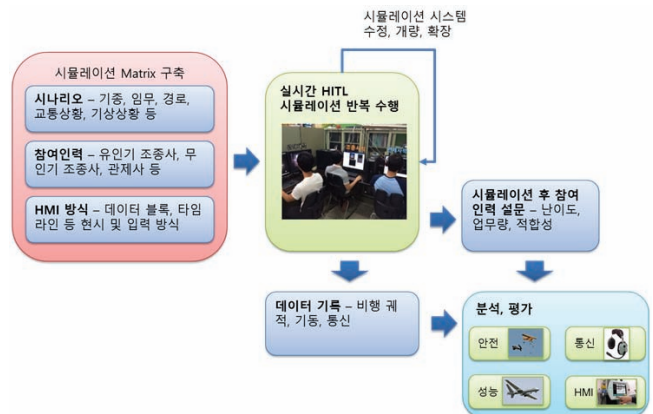 시뮬레이션 시스템
수정, 개량, 확장
시뮬레이션 Matrix 구축
시나리오 – 기종, 임무, 경로,
교통상황, 기상상황 등
참여인력 – 유인기 조종사, 무
인기 조종사, 관제사 등
HMI 방식 – 데이터 블록, 타임
라인 등 현시 및 입력 방식
실시간 HITL
시뮬레이션 반복 수행
시뮬레이션 후 참여
인력 설문 – 난이도,
업무량, 적합성
데이터 기록 – 비행 궤
적, 기동, 통신
분석, 평가
안전
통신
성능
HMI